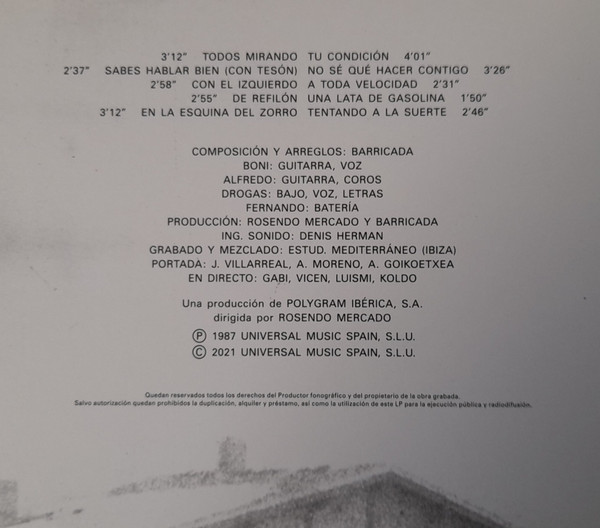 3'12" TODOS MIRANDO TU CONDICIÓN 4'01"
2'37" SABES HABLAR BIEN (CON TESÓN) NO SÉ QUÉ HACER CONTIGO 3'26"
2'58" CON EL IZQUIERDO A TODA VELOCIDAD 2'31"
2'55" DE REFILÓN UNA LATA DE GASOLINA 1'50"
3'12" EN LA ESQUINA DEL ZORRO TENTANDO A LA SUERTE 2'46"
COMPOSICIÓN Y ARREGLOS: BARRICADA
BONI: GUITARRA, VOZ
ALFREDO: GUITARRA, COROS
DROGAS: BAJO, VOZ, LETRAS
FERNANDO: BATERÍA
PRODUCCIÓN: ROSENDO MERCADO Y BARRICADA
ING. SONIDO: DENIS HERMAN
GRABADO Y MEZCLADO: ESTUD. MEDITERRÁNEO (IBIZA)
PORTADA: J. VILLARREAL, A. MORENO, A. GOIKOETXEA
EN DIRECTO: GABI, VICEN, LUISMI, KOLDO
Una producción de POLYGRAM IBÉRICA, S.A.
dirigida por ROSENDO MERCADO
Ⓟ 1987 UNIVERSAL MUSIC SPAIN, S.L.U.
© 2021 UNIVERSAL MUSIC SPAIN, S.L.U.
Quedan reservados todos los derechos del Productor fonográfico y del propietario de la obra grabada.
Salvo autorización quedan prohibidos la duplicación, alquiler y préstamo, así como la utilización de este LP para la ejecución pública y radiodifusión.